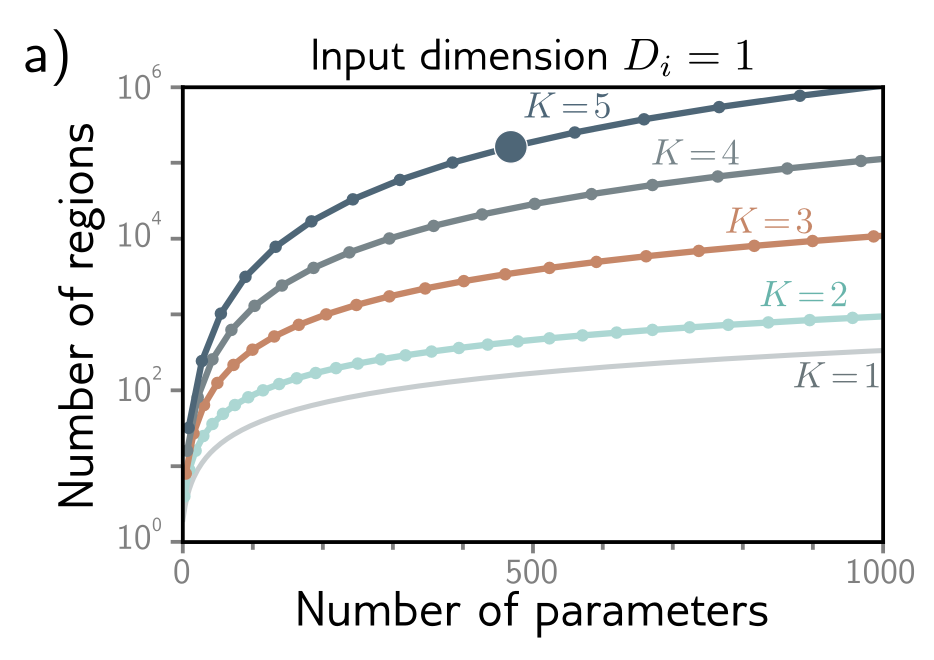 a)
Input dimension $D_i = 1$
10^6
10^4
10^2
10^0
Number of regions
K = 5
K = 4
K = 3
K = 2
K = 1
0 500 1000
Number of parameters